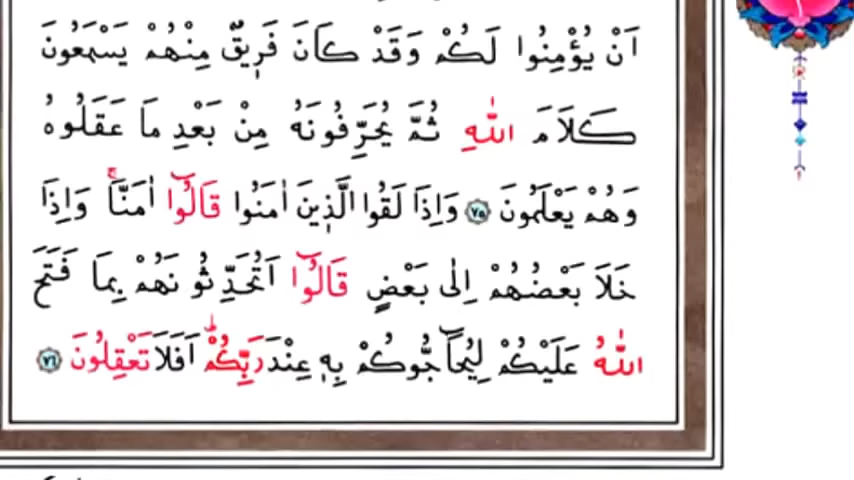 اَنْ يُؤْمِنُوا لَكُمْ وَقَدْ كَانَ فَرٖيقٌ مِنْهُمْ يَسْمَعُونَ
كَلَامَ اللّٰهِ ثُمَّ يُحَرِّفُونَهُ مِنْ بَعْدِ مَا عَقَلُوهُ
وَهُمْ يَعْلَمُونَ ﴿٧٥﴾ وَاِذَا لَقُوا الَّذٖينَ اٰمَنُوا قَالُٓوا اٰمَنَّاۚ وَاِذَا
خَلَا بَعْضُهُمْ اِلٰى بَعْضٍ قَالُٓوا اَتُحَدِّثُونَهُمْ بِمَا فَتَحَ
اللّٰهُ عَلَيْكُمْ لِيُحَٓاجُّوكُمْ بِهٖ عِنْدَ رَبِّكُمْؕ اَفَلَا تَعْقِلُونَ ﴿٧٦﴾